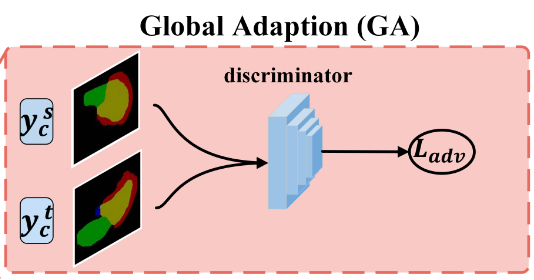 Global Adaption (GA)
discriminator
y_c^s
L_adv
y_c^t